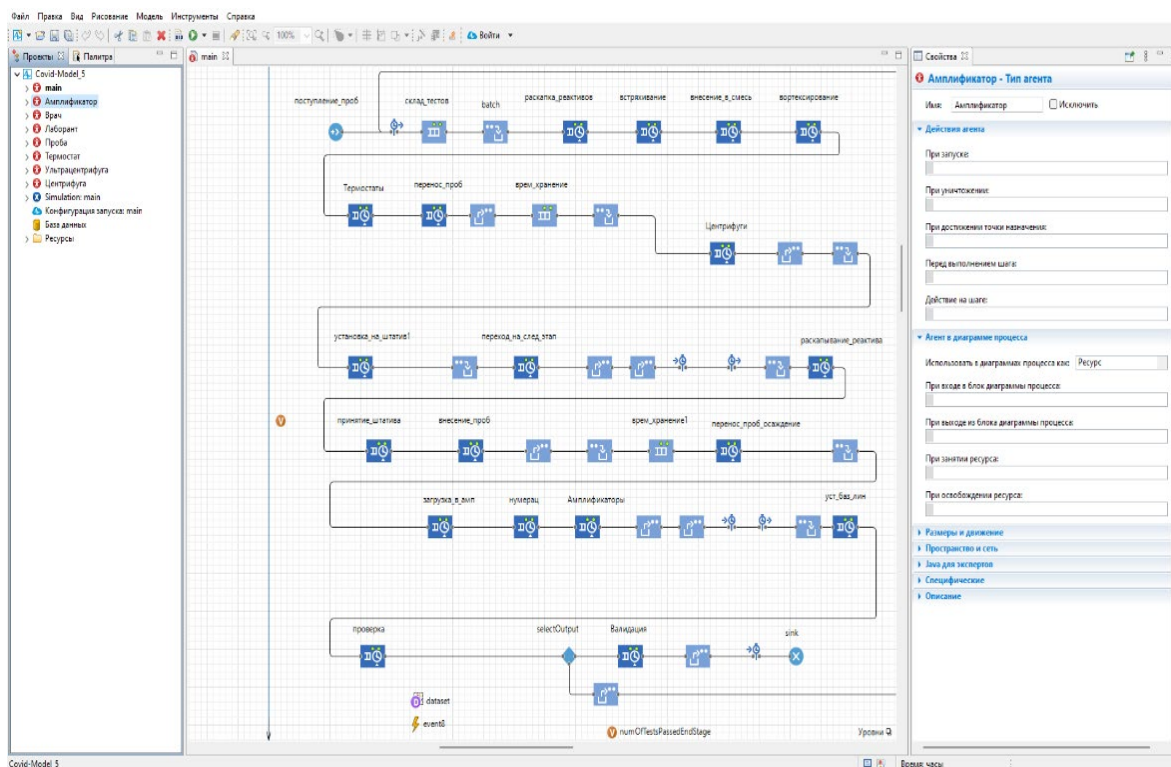 Файл Правка Вид Рисование Модель Инструменты Справка
100% Войти
Проекты Палитра
main
Свойства
Covid-Model_5
main
Амплификатор
Врач
Лаборант
Проба
Термостат
Ультрацентрифуга
Центрифуга
Simulation: main
Конфигурация запуска: main
База данных
Ресурсы
поступление_проб склад_тестов batch раскапка_реактивов встряхивание внесение_в_смесь вортексирование
Термостапы перенос_проб врем_хранение
Центрифуги
установка_на_штатив1 переход_на_след_этап раскапывание_реактива
принятие_штатива внесение_проб врем_хранение1 перенос_проб_осаждение
загрузка_в_амп нумерац Амплификаторы уст_баз_лин
проверка selectOutput Валидация sink
dataset
event8
numOfTestsPassedEndStage
Уровни
Амплификатор - Тип агента
Имя: Амплификатор Исключить
Действия агента
При запуске:
При уничтожении:
При достижении точки назначения:
Перед выполнением шага:
Действие на шаге:
Агент в диаграмме процесса
Использовать в диаграммах процесса как: Ресурс
При входе в блок диаграммы процесса:
При выходе из блока диаграммы процесса:
При занятии ресурса:
При освобождении ресурса:
Размеры и движение
Пространство и сеть
Java для экспертов
Специфические
Описание
Covid-Model_5
Время: часы